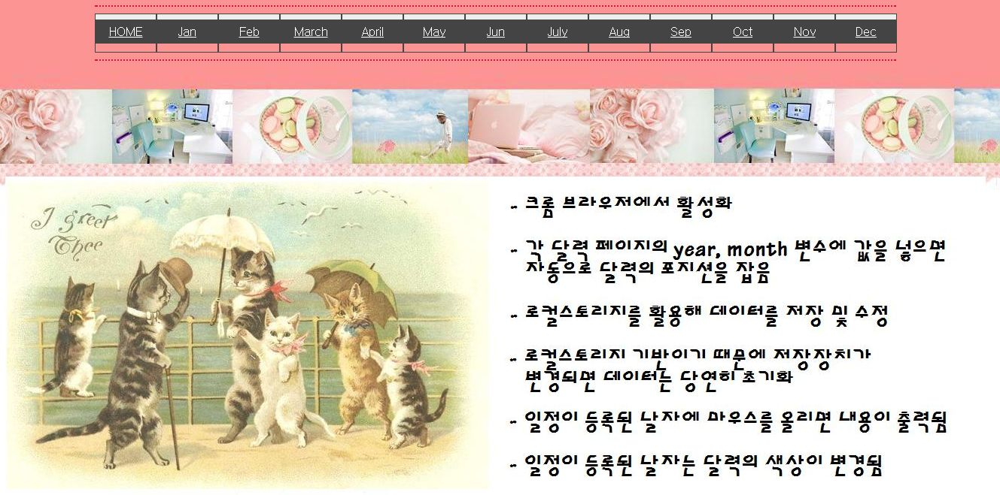 HOME Jan Feb March April May Jun July Aug Sep Oct Nov Dec
I greet
Thee
- 크롬 브라우저에서 활성화
- 각 달력 페이지의 year, month 변수에 값을 넣으면
자동으로 달력의 포지션을 잡음
- 로컬스토리지를 활용해 데이터를 저장 및 수정
- 로컬스토리지 기반이기 때문에 저장장치가
변경되면 데이터는 당연히 초기화
- 일정이 등록된 날자에 마우스를 올리면 내용이 출력됨
- 일정이 등록된 날자는 달력의 색상이 변경됨